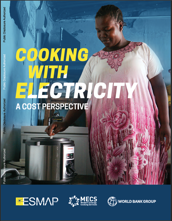 COOKING
WITH
ELECTRICITY
A COST PERSPECTIVE
ESMAP
MECS
WORLD BANK GROUP